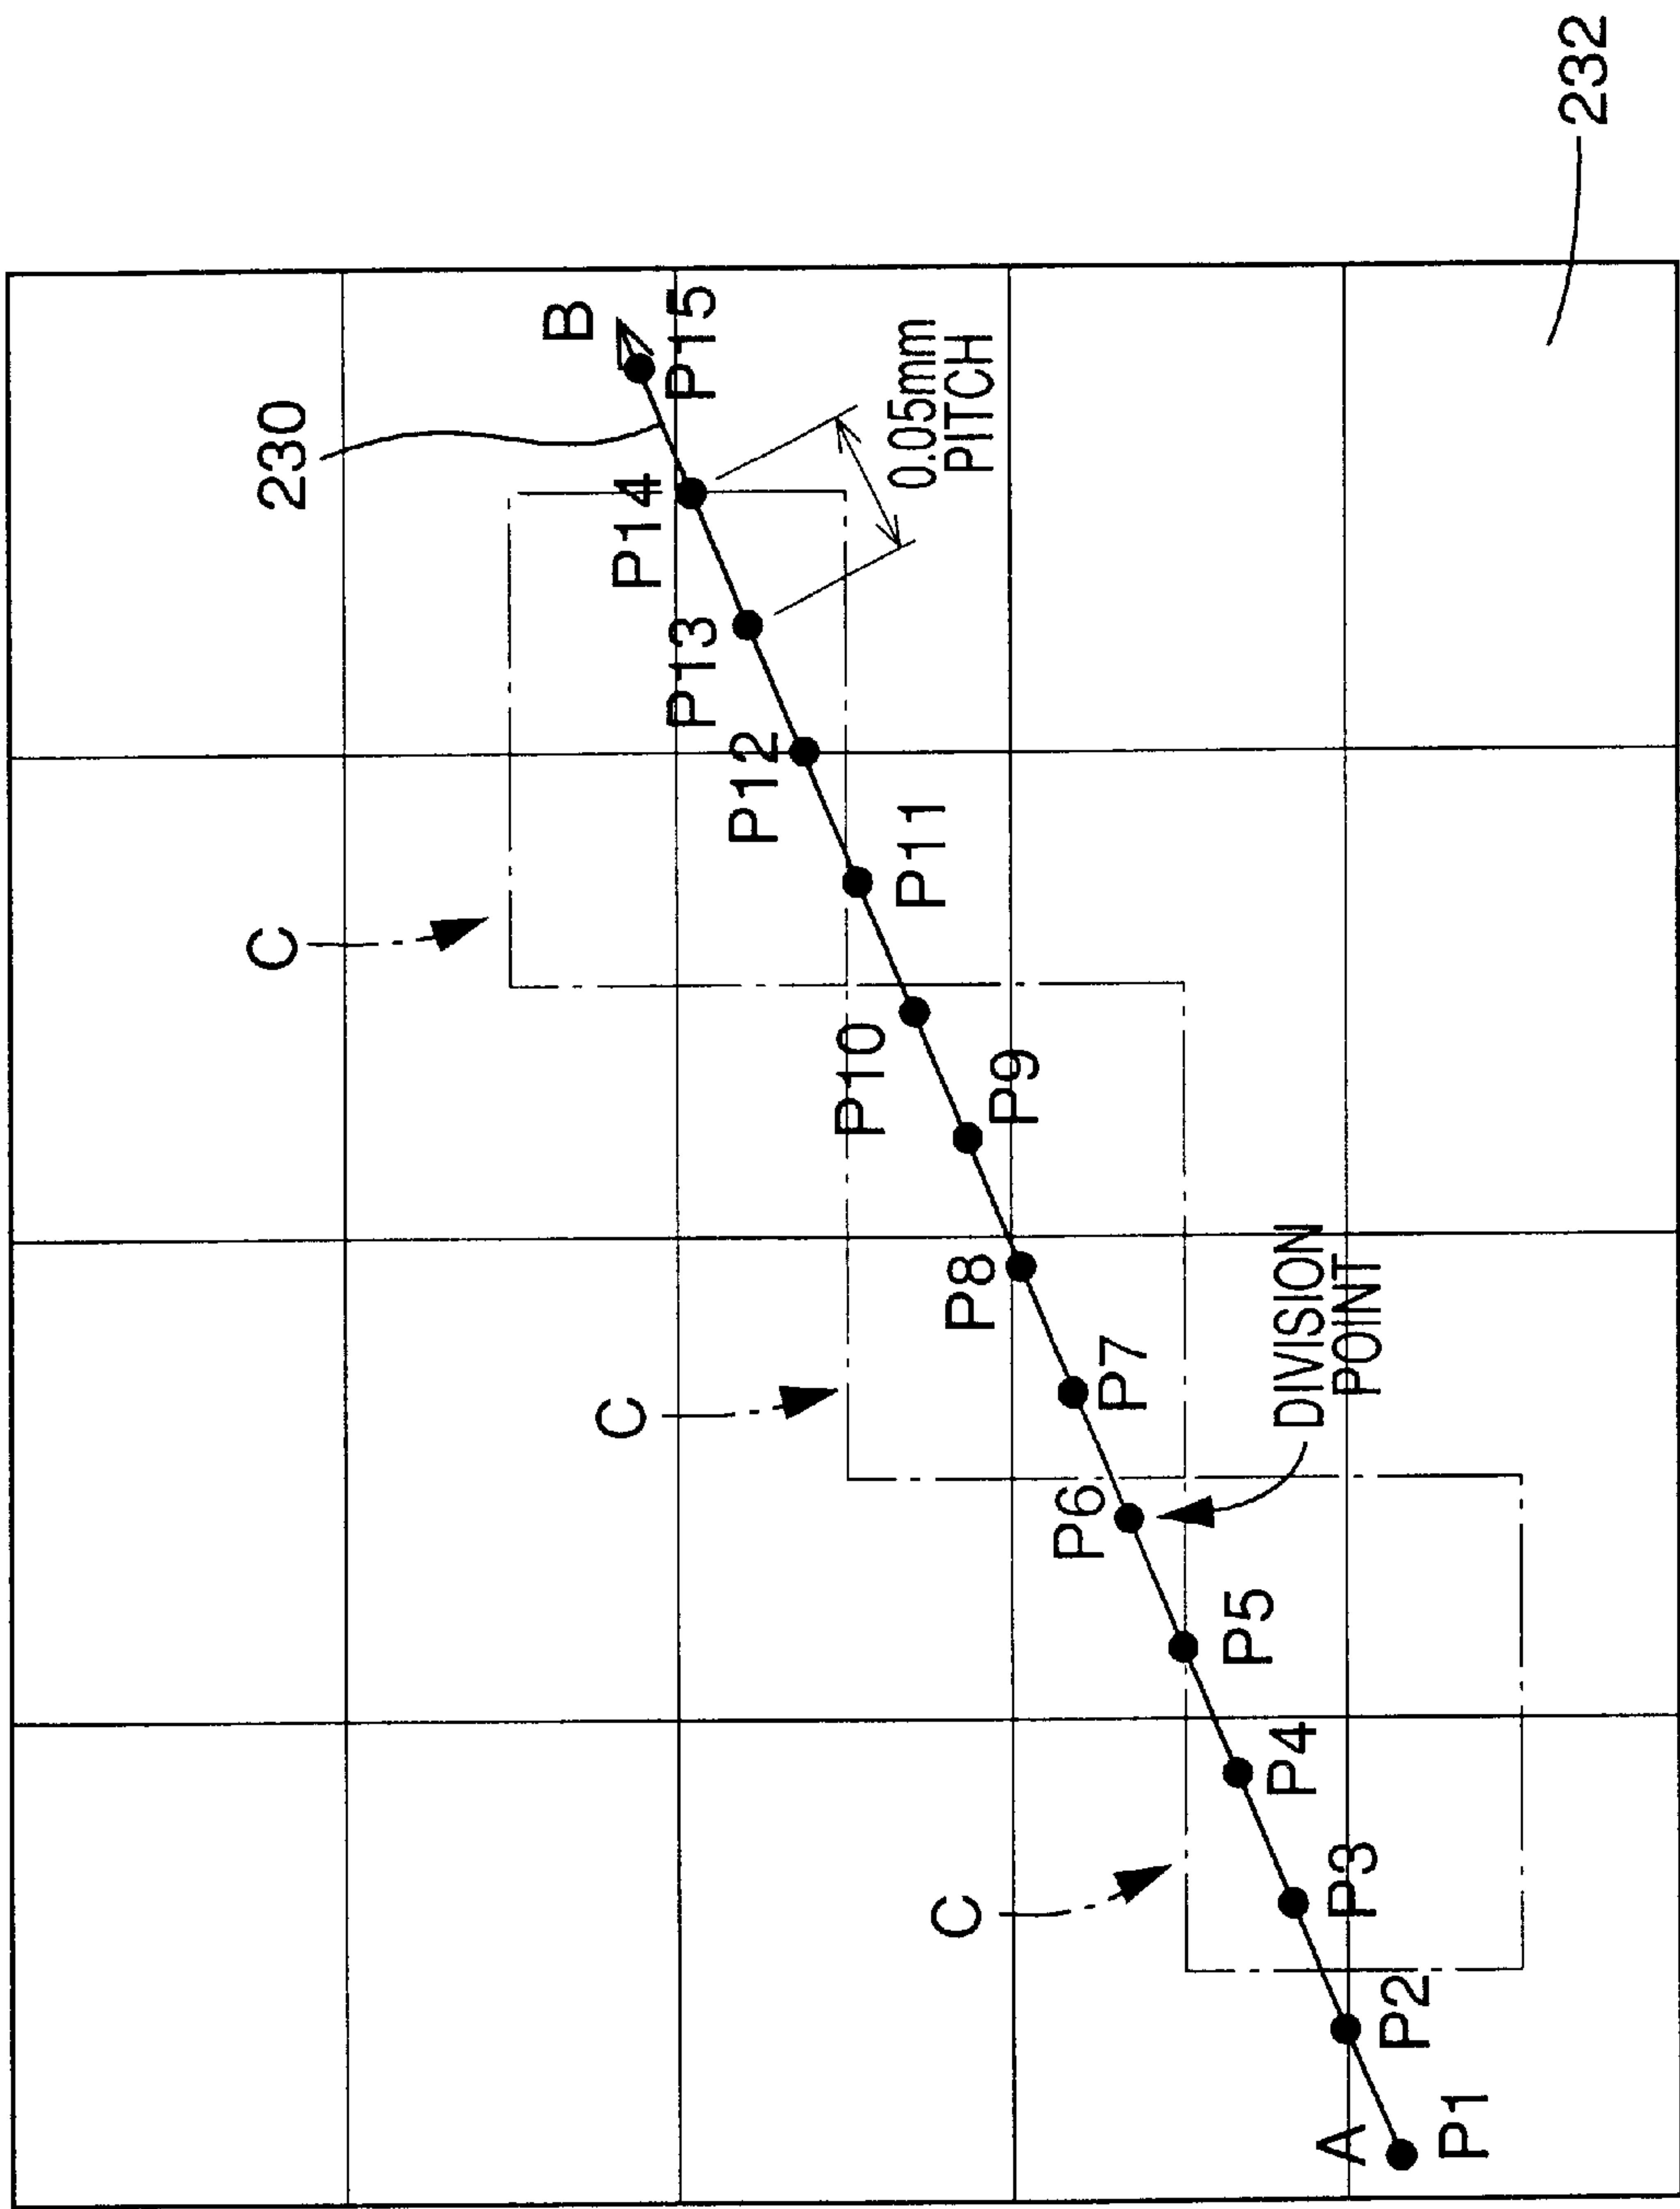 230
B
P15
P14
0.05mm
PITCH
P13
P12
C
P11
P10
P9
C
P8
P7
DIVISION
POINT
P6
P5
C
P4
P3
P2
A
P1
232